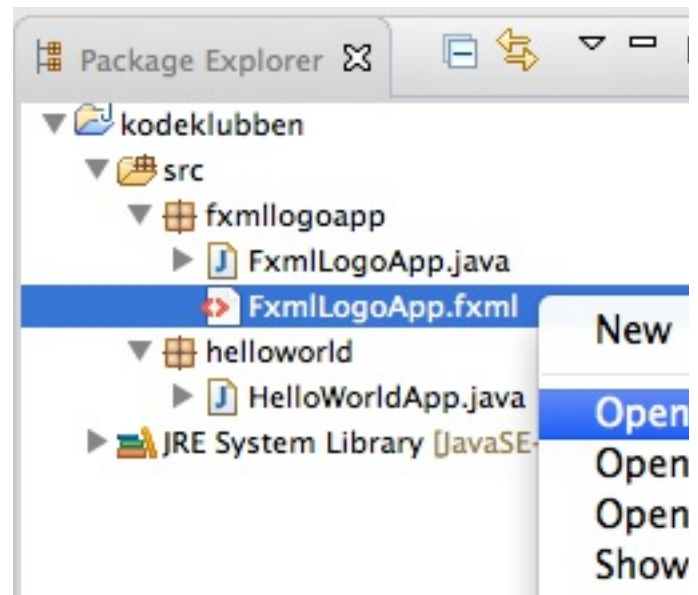 Package Explorer
kodeklubben
src
fxmllogoapp
FxmlLogoApp.java
FxmlLogoApp.fxml
helloworld
HelloWorldApp.java
JRE System Library [JavaSE-
New
Open
Open
Open
Show